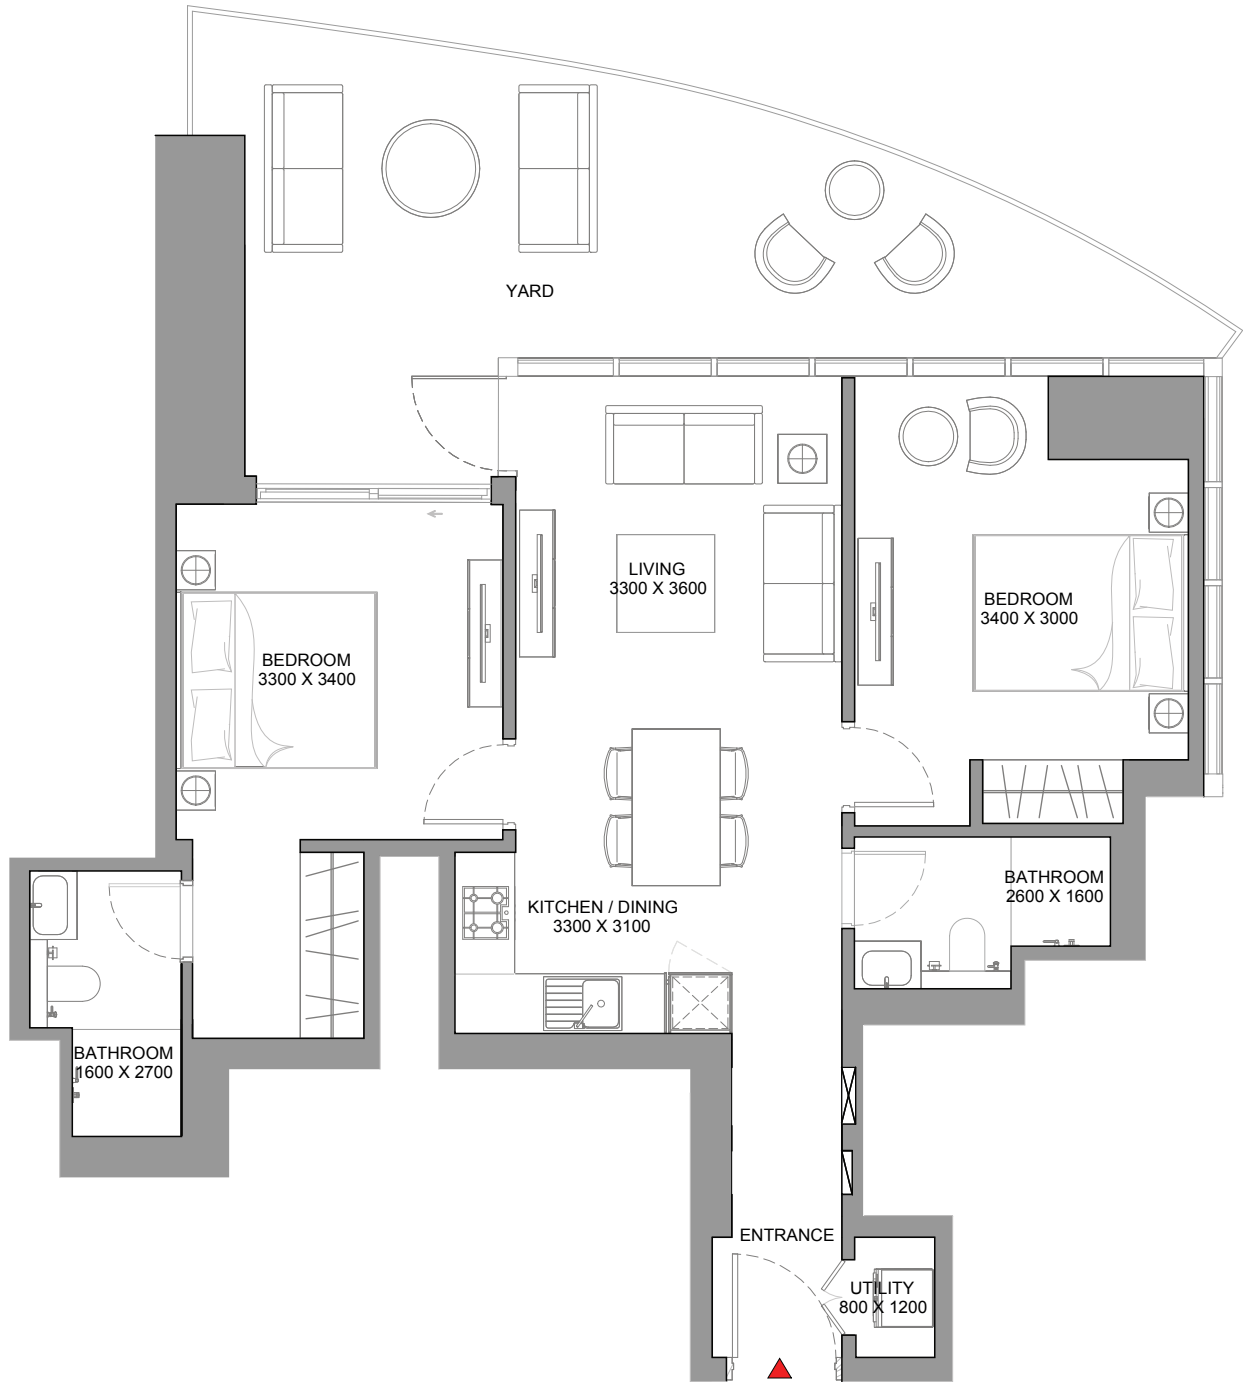 YARD
LIVING
3300 X 3600
BEDROOM
3400 X 3000
BEDROOM
3300 X 3400
BATHROOM
2600 X 1600
KITCHEN / DINING
3300 X 3100
BATHROOM
1600 X 2700
ENTRANCE
UTILITY
800 X 1200